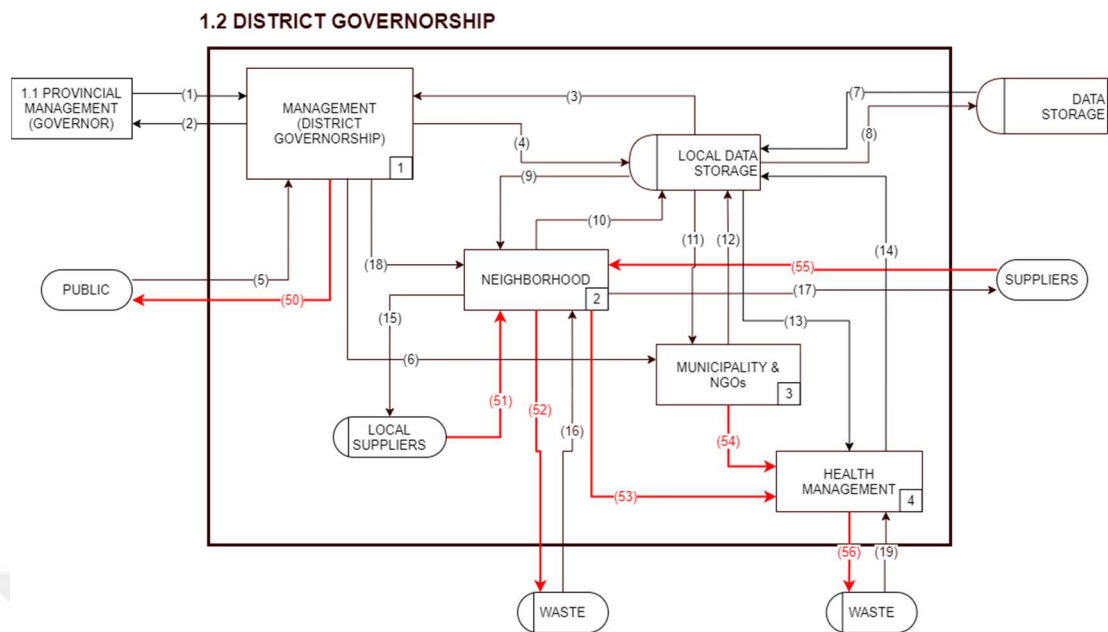 1.2 DISTRICT GOVERNORSHIP
1.1 PROVINCIAL
MANAGEMENT
(GOVERNOR)
(1)
(2)
MANAGEMENT
(DISTRICT
GOVERNORSHIP)
1
(3)
(4)
LOCAL DATA
STORAGE
(7)
(8)
DATA
STORAGE
(9)
(10)
(11)
(12)
(14)
PUBLIC
(5)
(50)
(18)
NEIGHBORHOOD
2
(55)
(17)
SUPPLIERS
(15)
(13)
(6)
MUNICIPALITY &
NGOs
3
(51)
(52)
(16)
LOCAL
SUPPLIERS
(54)
(53)
HEALTH
MANAGEMENT
4
(56)
(19)
WASTE
WASTE